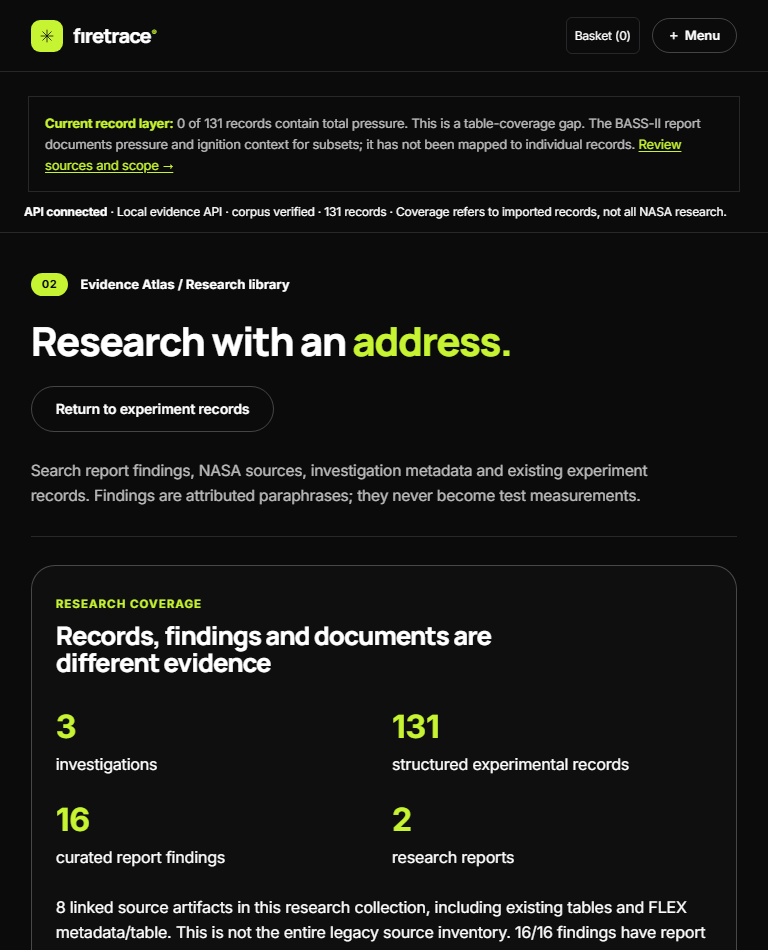 firetrace
Basket (0)
+ Menu
Current record layer: 0 of 131 records contain total pressure. This is a table-coverage gap. The BASS-II report
documents pressure and ignition context for subsets; it has not been mapped to individual records. Review
sources and scope →
API connected · Local evidence API · corpus verified · 131 records · Coverage refers to imported records, not all NASA research.
02
Evidence Atlas / Research library
Research with an address.
Return to experiment records
Search report findings, NASA sources, investigation metadata and existing experiment
records. Findings are attributed paraphrases; they never become test measurements.
RESEARCH COVERAGE
Records, findings and documents are
different evidence
3
investigations
131
structured experimental records
16
curated report findings
2
research reports
8 linked source artifacts in this research collection, including existing tables and FLEX
metadata/table. This is not the entire legacy source inventory. 16/16 findings have report